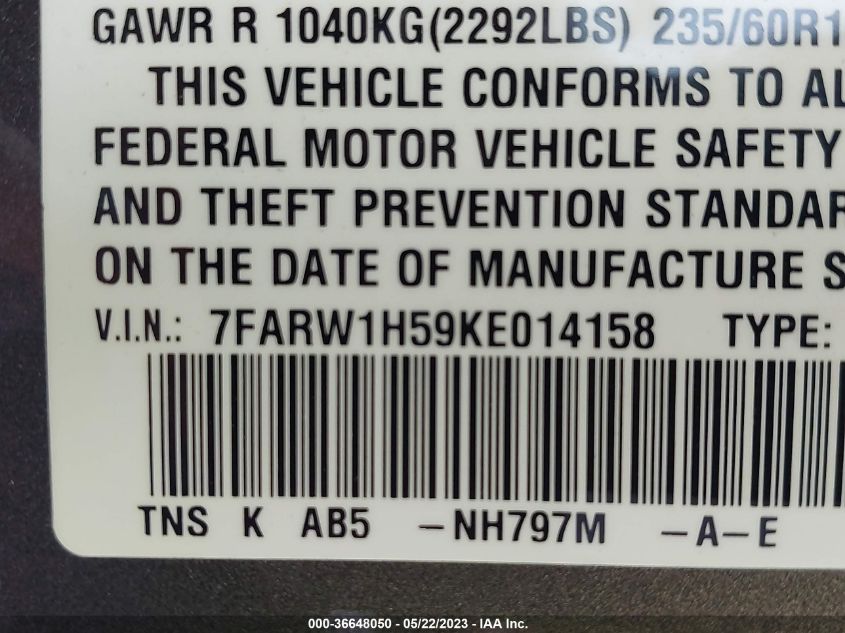 GAWR R 1040KG(2292LBS) 235/60R1
THIS VEHICLE CONFORMS TO AL
FEDERAL MOTOR VEHICLE SAFETY
AND THEFT PREVENTION STANDAR
ON THE DATE OF MANUFACTURE S
V.I.N.: 7FARW1H59KE014158 TYPE:
TNS K AB5 -NH797M -A-E
000-36648050 - 05/22/2023 - IAA Inc.